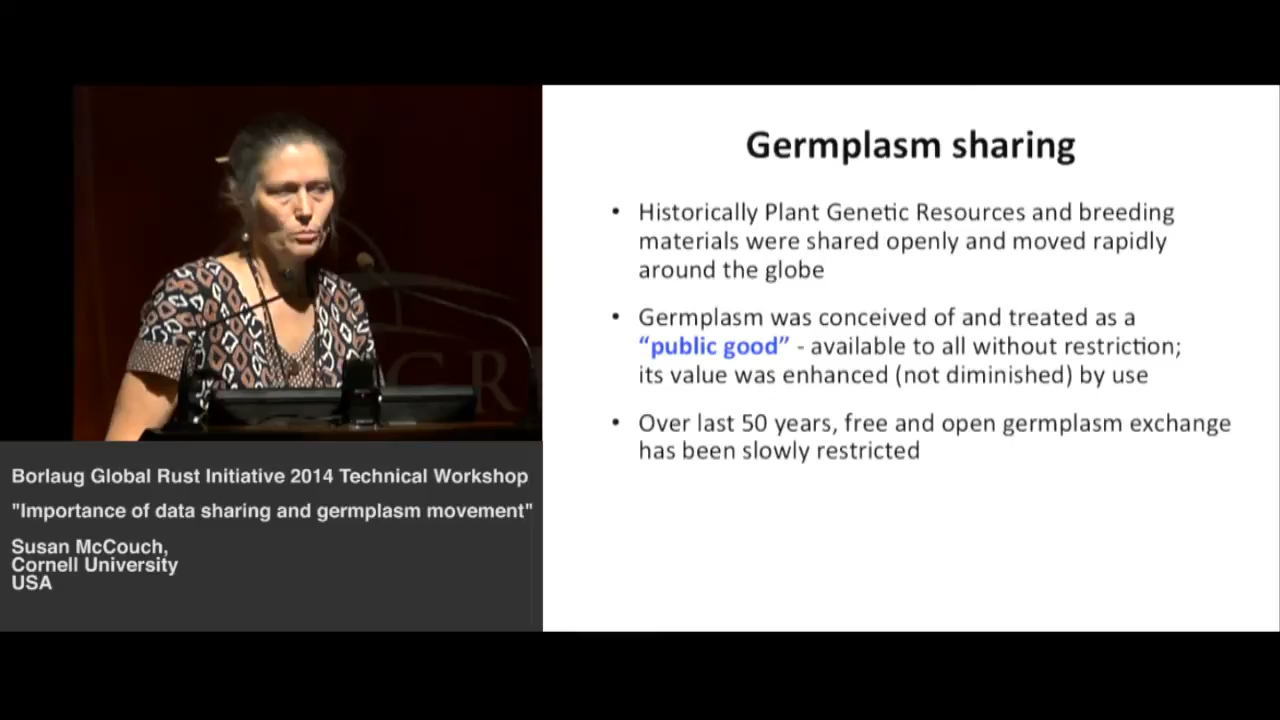 Germplasm sharing
• Historically Plant Genetic Resources and breeding
materials were shared openly and moved rapidly
around the globe
• Germplasm was conceived of and treated as a
“public good” - available to all without restriction;
its value was enhanced (not diminished) by use
• Over last 50 years, free and open germplasm exchange
has been slowly restricted
Borlaug Global Rust Initiative 2014 Technical Workshop
"Importance of data sharing and germplasm movement"
Susan McCouch,
Cornell University
USA